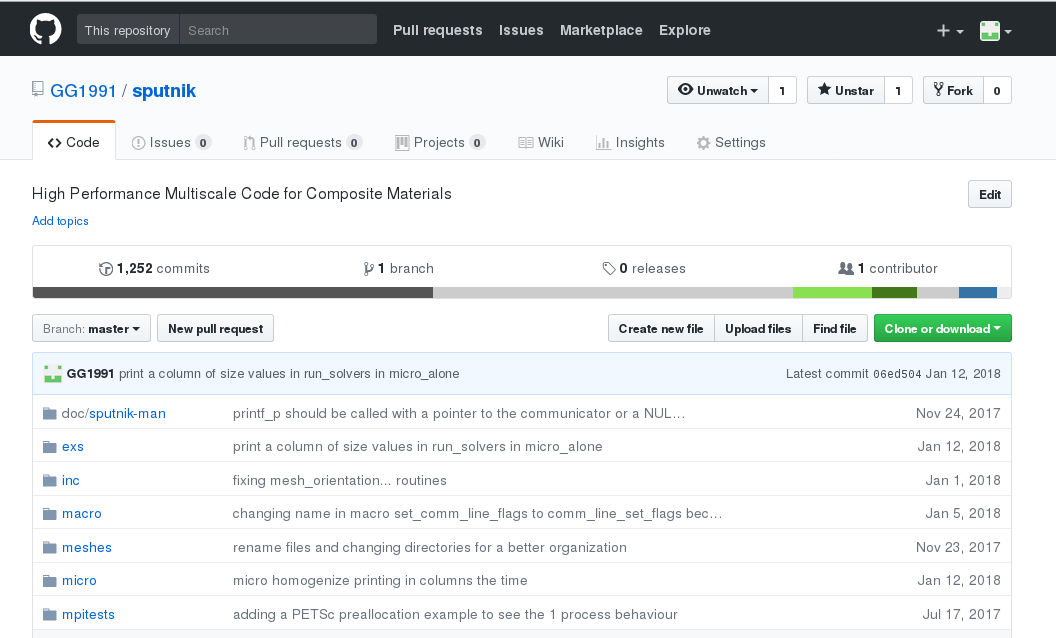 This repository Search Pull requests Issues Marketplace Explore
GG1991 / sputnik Unwatch 1 Unstar 1 Fork 0
Code Issues 0 Pull requests 0 Projects 0 Wiki Insights Settings
High Performance Multiscale Code for Composite Materials Edit
Add topics
1,252 commits 1 branch 0 releases 1 contributor
Branch: master New pull request Create new file Upload files Find file Clone or download
GG1991 print a column of size values in run_solvers in micro_alone Latest commit 06ed504 Jan 12, 2018
doc/sputnik-man printf_p should be called with a pointer to the communicator or a NUL… Nov 24, 2017
exs print a column of size values in run_solvers in micro_alone Jan 12, 2018
inc fixing mesh_orientation... routines Jan 1, 2018
macro changing name in macro set_comm_line_flags to comm_line_set_flags bec… Jan 5, 2018
meshes rename files and changing directories for a better organization Nov 23, 2017
micro micro homogenize printing in columns the time Jan 12, 2018
mpitests adding a PETSc preallocation example to see the 1 process behaviour Jul 17, 2017